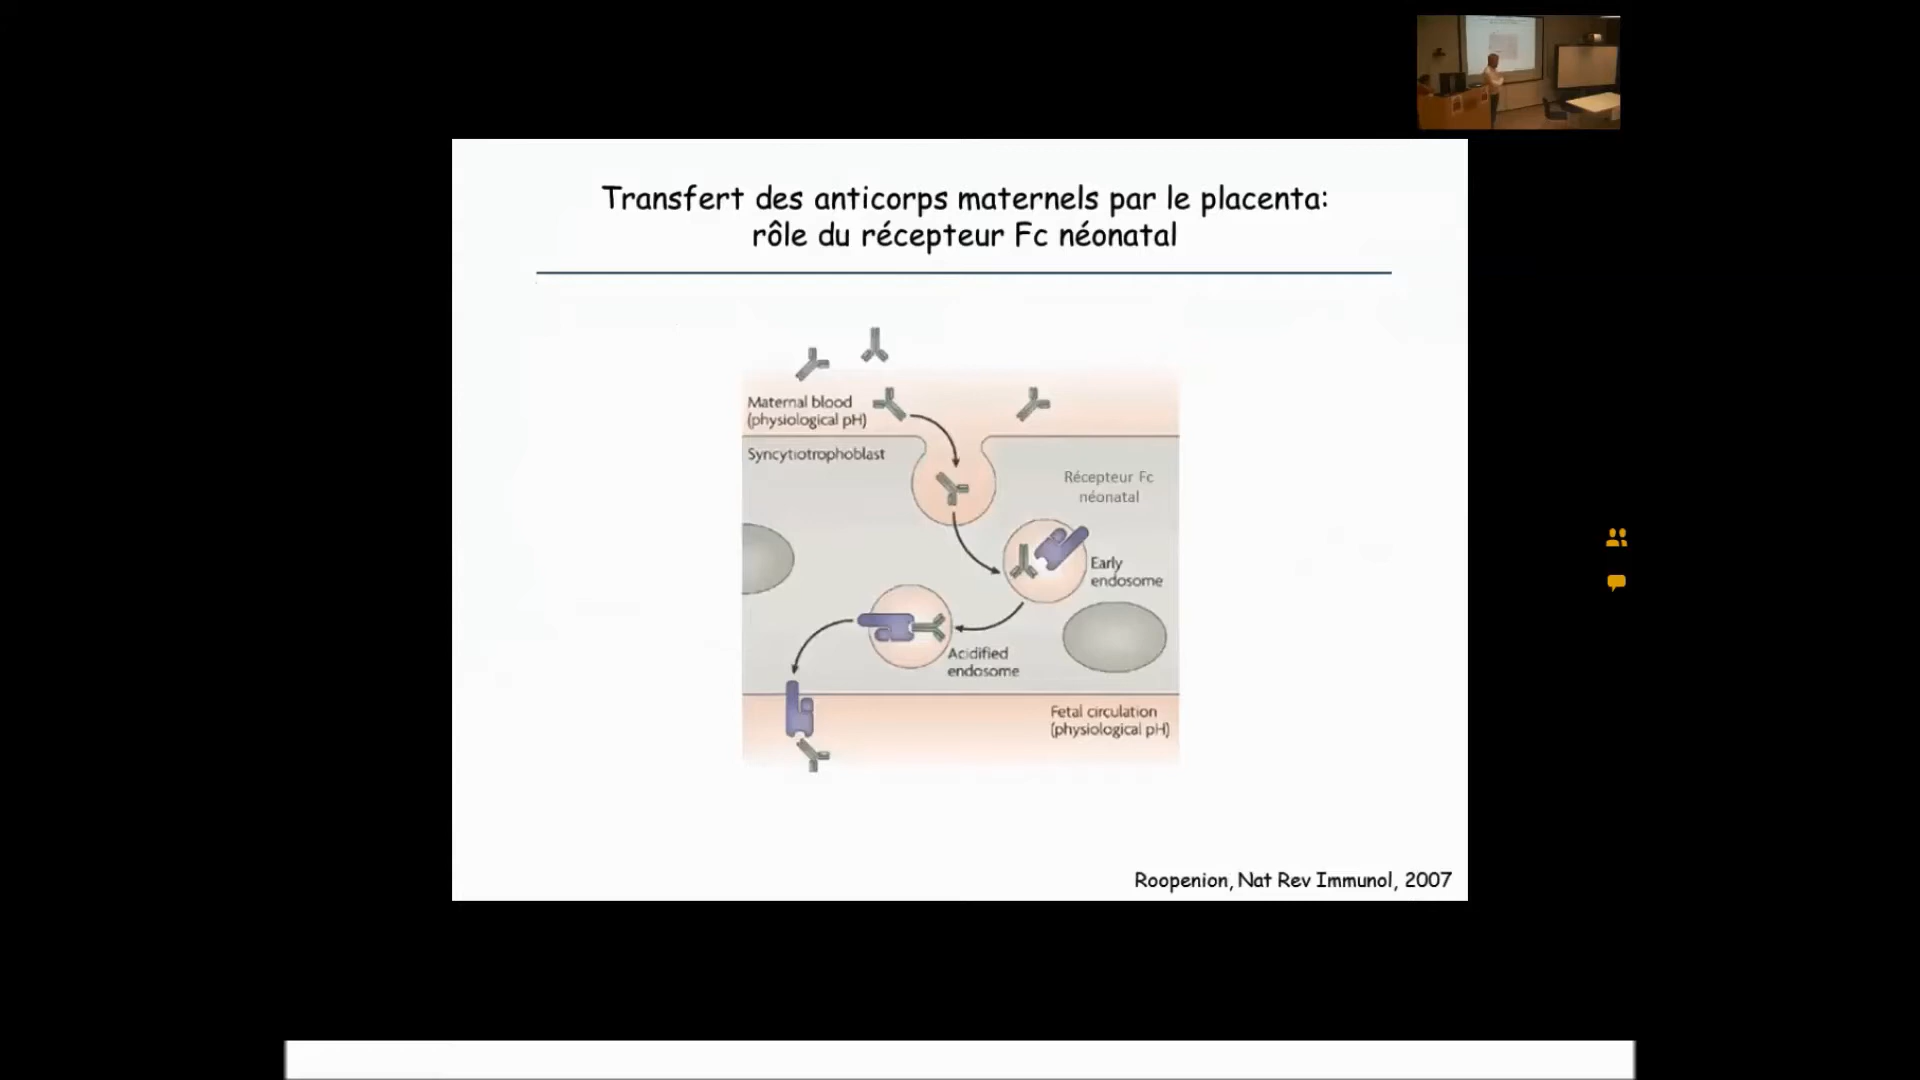 Transfert des anticorps maternels par le placenta:
rôle du récepteur Fc néonatal
Maternal blood
(physiological pH)
Syncytiotrophoblast
Récepteur Fc
néonatal
Early
endosome
Acidified
endosome
Fetal circulation
(physiological pH)
Roopenion, Nat Rev Immunol, 2007